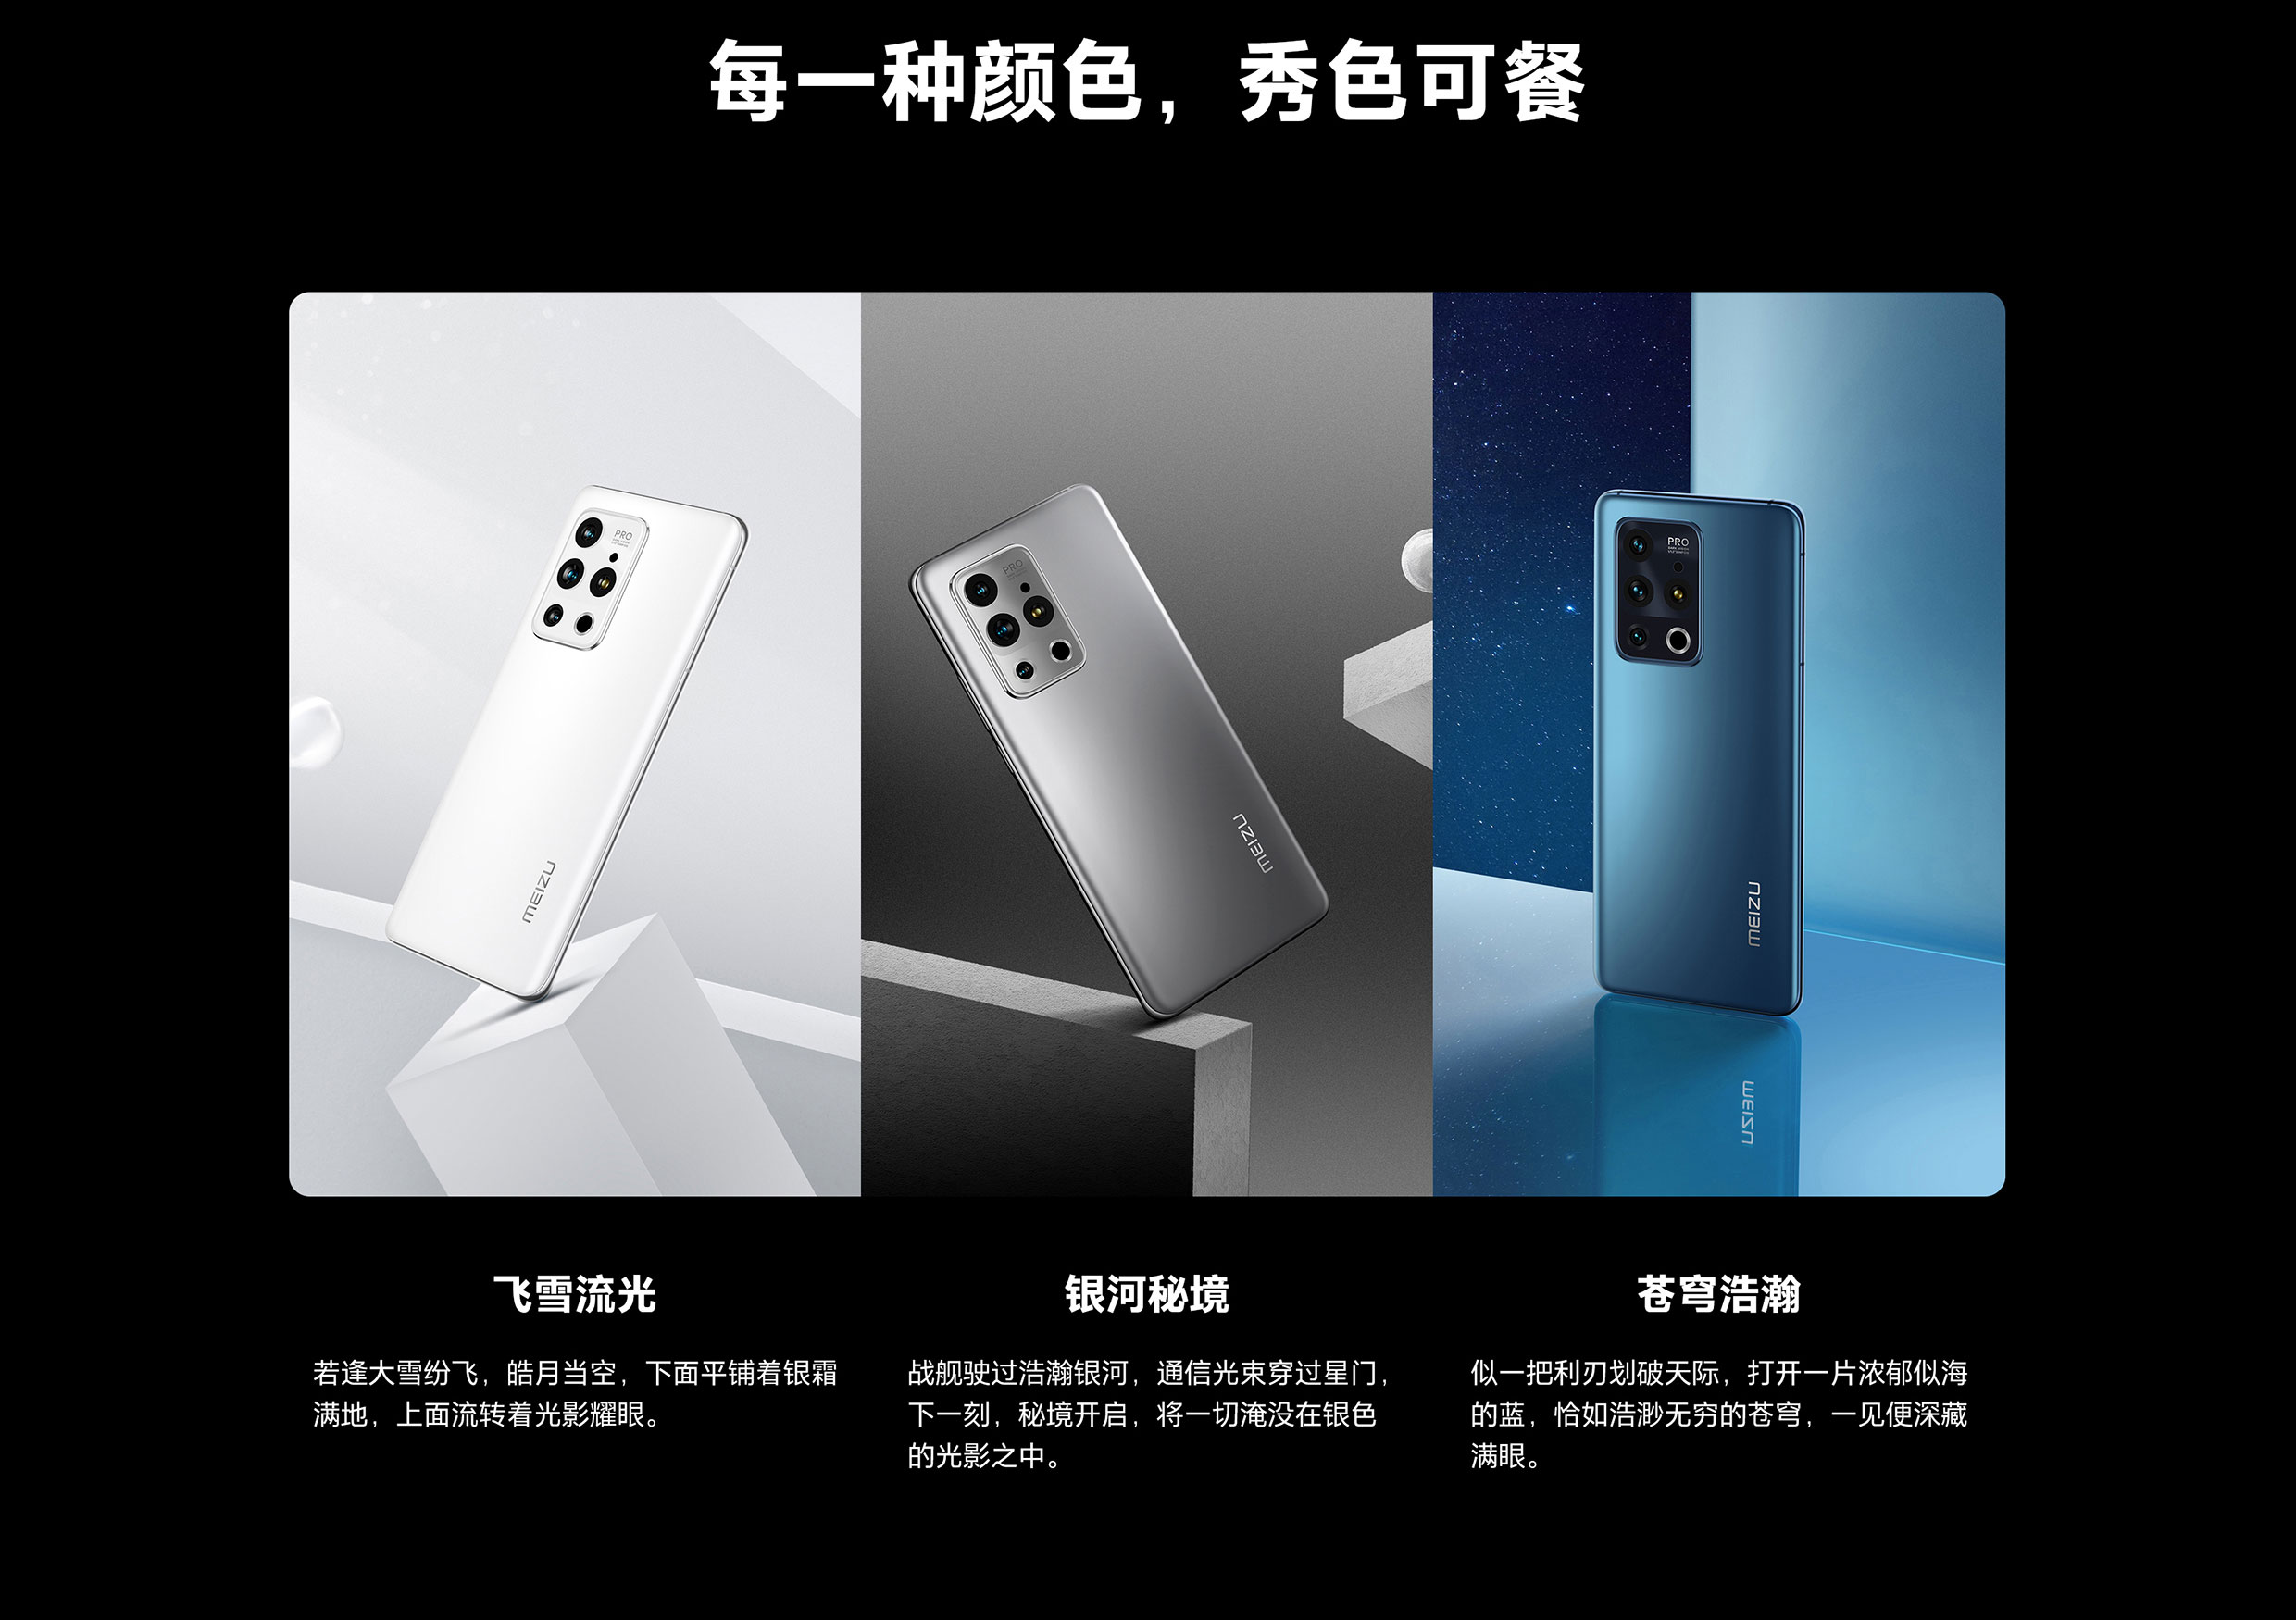 每一种颜色，秀色可餐
PRO
MEIZU
PRO
MEIZU
PRO
MEIZU
MEIZU
飞雪流光
若逢大雪纷飞，皓月当空，下面平铺着银霜
满地，上面流转着光影耀眼。
银河秘境
战舰驶过浩瀚银河，通信光束穿过星门，
下一刻，秘境开启，将一切淹没在银色
的光影之中。
苍穹浩瀚
似一把利刃划破天际，打开一片浓郁似海
的蓝，恰如浩渺无穷的苍穹，一见便深藏
满眼。